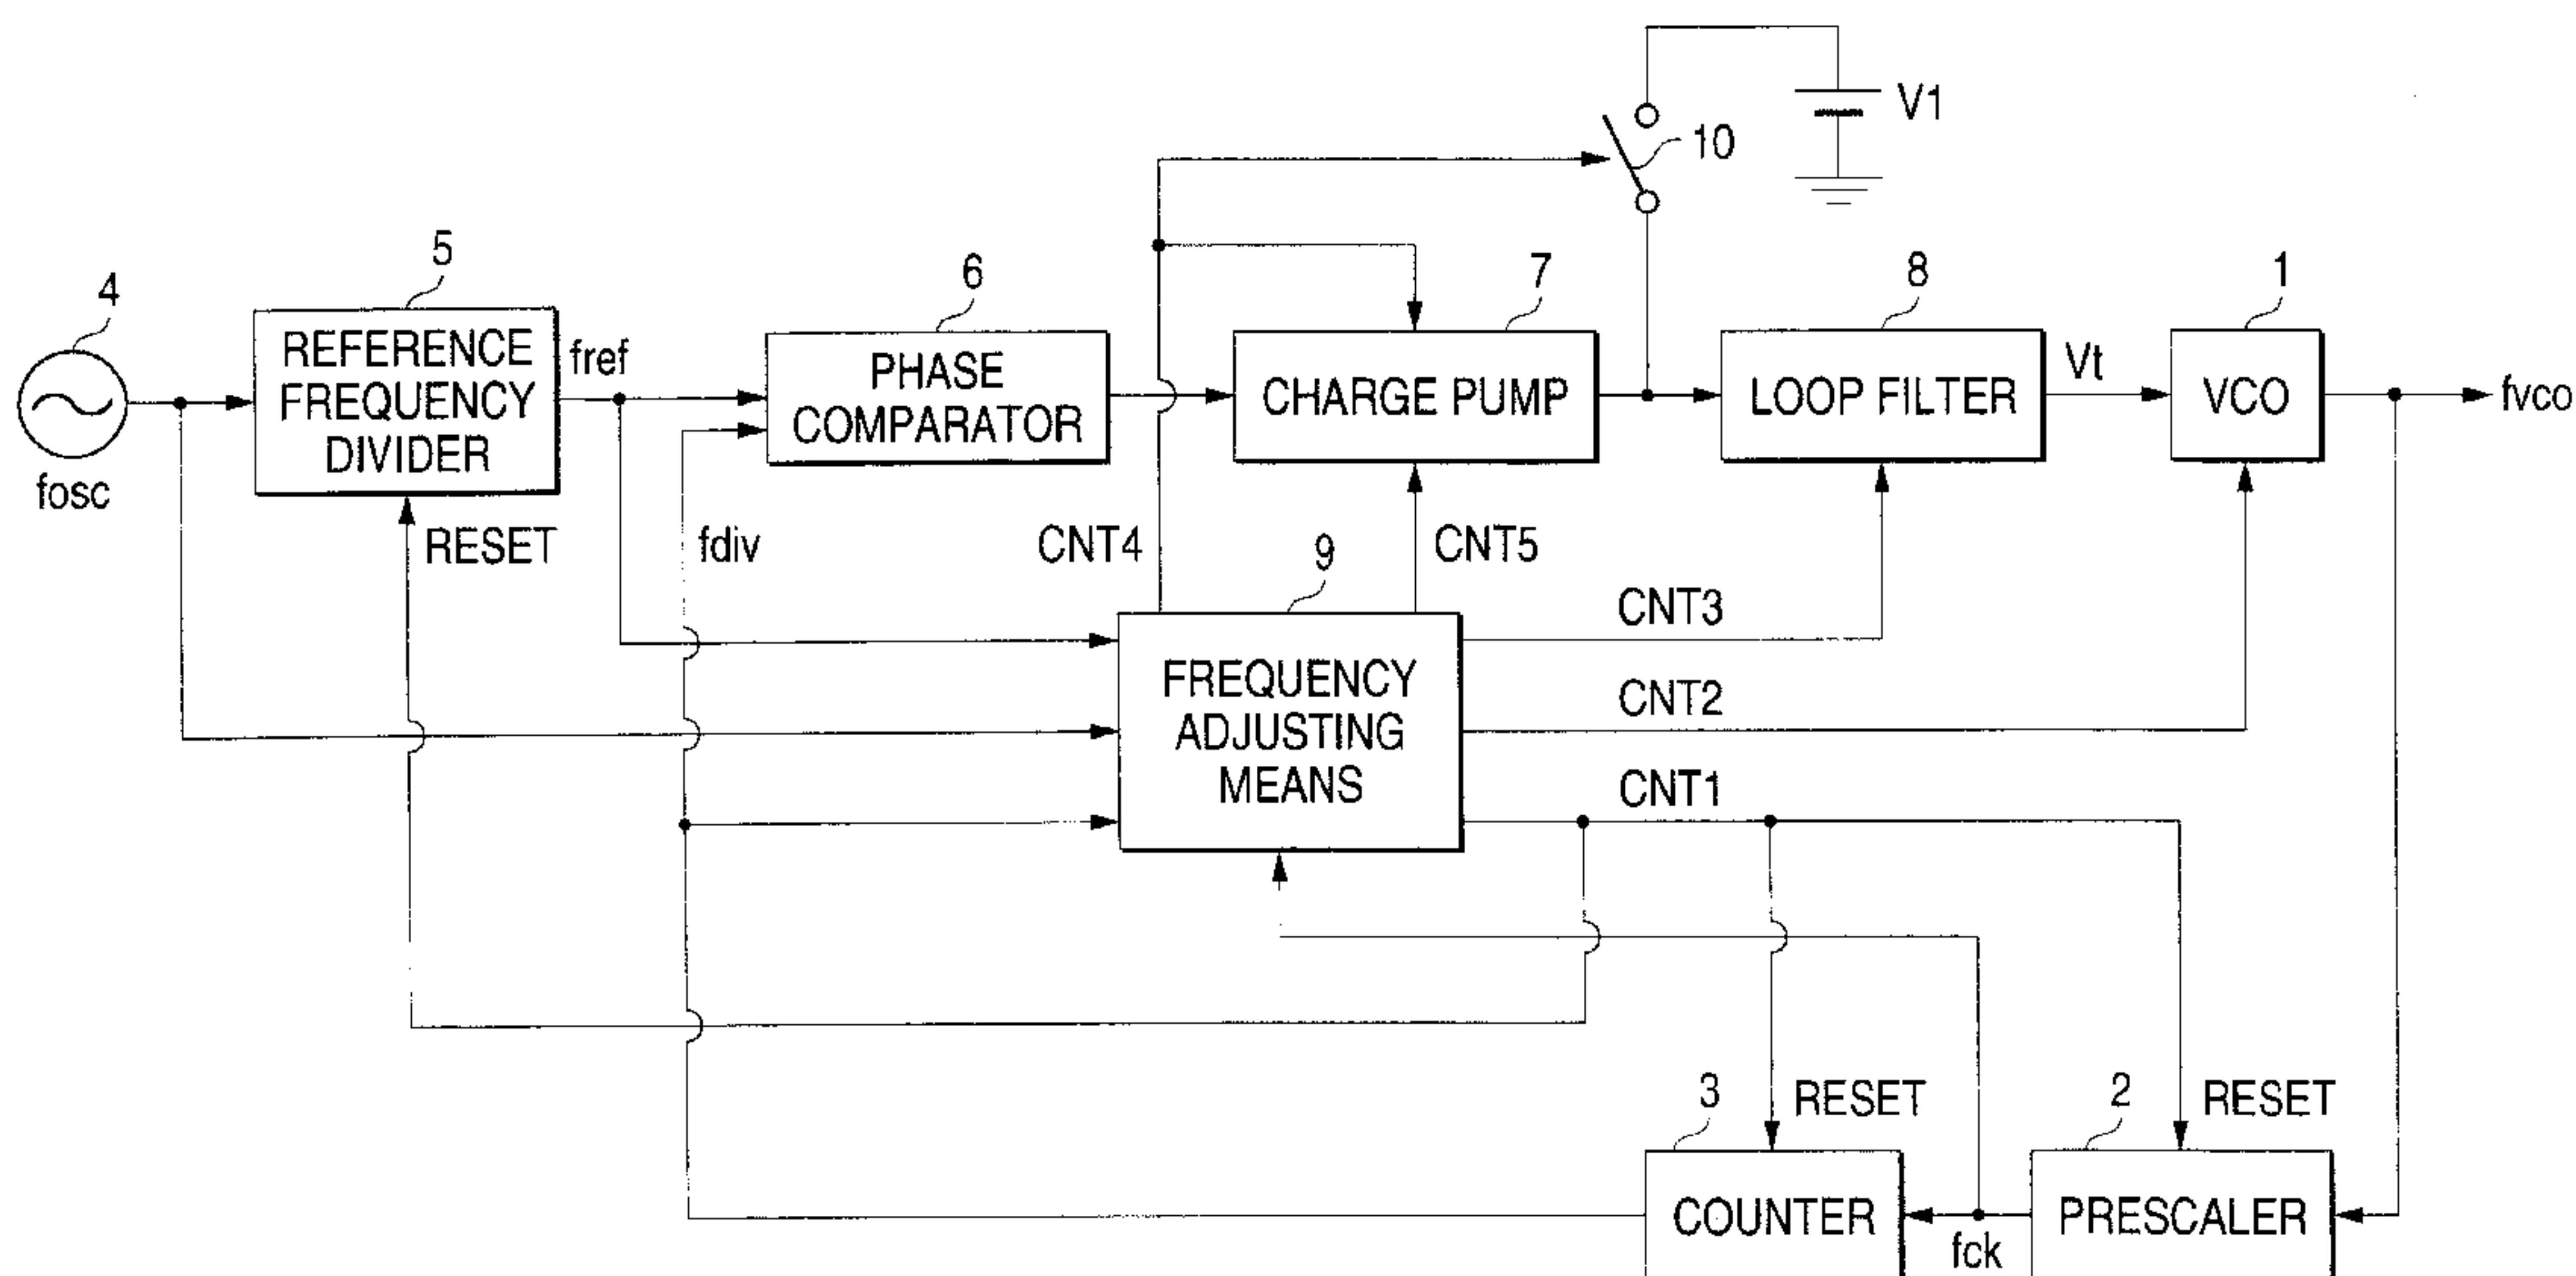 V1
10
5
6
7
8
1
4
REFERENCE
FREQUENCY
DIVIDER
fref
PHASE
COMPARATOR
CHARGE PUMP
LOOP FILTER
Vt
VCO
fvco
fosc
RESET
fdiv
CNT4
9
CNT5
CNT3
FREQUENCY
ADJUSTING
MEANS
CNT2
CNT1
3
RESET
2
RESET
COUNTER
fck
PRESCALER